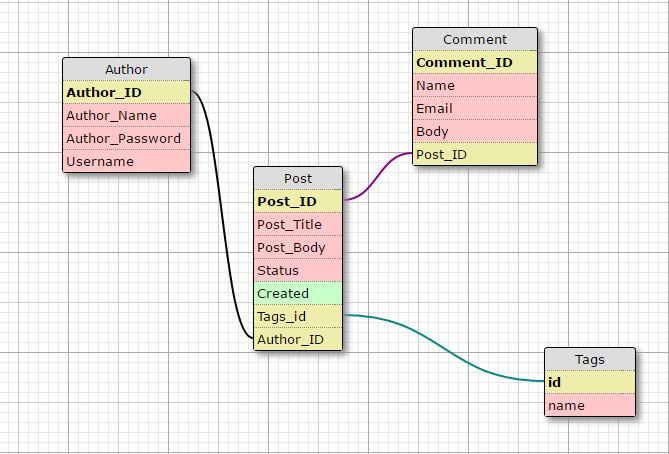 Author
Author_ID
Author_Name
Author_Password
Username
Comment
Comment_ID
Name
Email
Body
Post_ID
Post
Post_ID
Post_Title
Post_Body
Status
Created
Tags_id
Author_ID
Tags
id
name